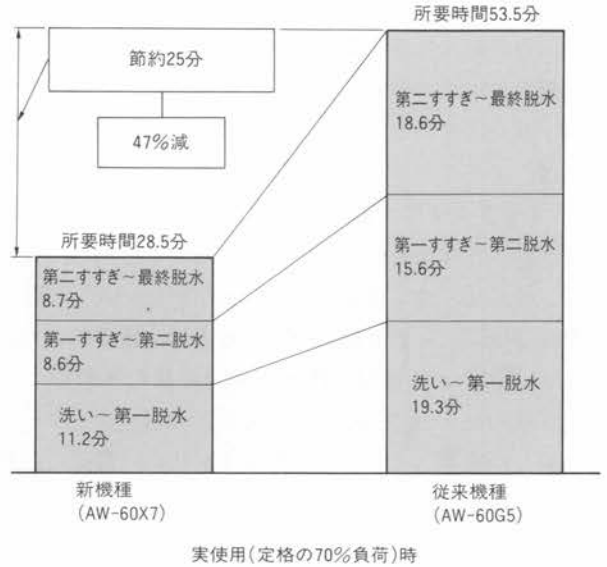 所要時間53.5分
節約25分
47%減
第二すすぎ~最終脱水
18.6分
所要時間28.5分
第一すすぎ~第二脱水
15.6分
第二すすぎ~最終脱水
8.7分
第一すすぎ~第二脱水
8.6分
洗い~第一脱水
11.2分
洗い~第一脱水
19.3分
新機種
(AW-60X7)
従来機種
(AW-60G5)
実使用(定格の70%負荷)時